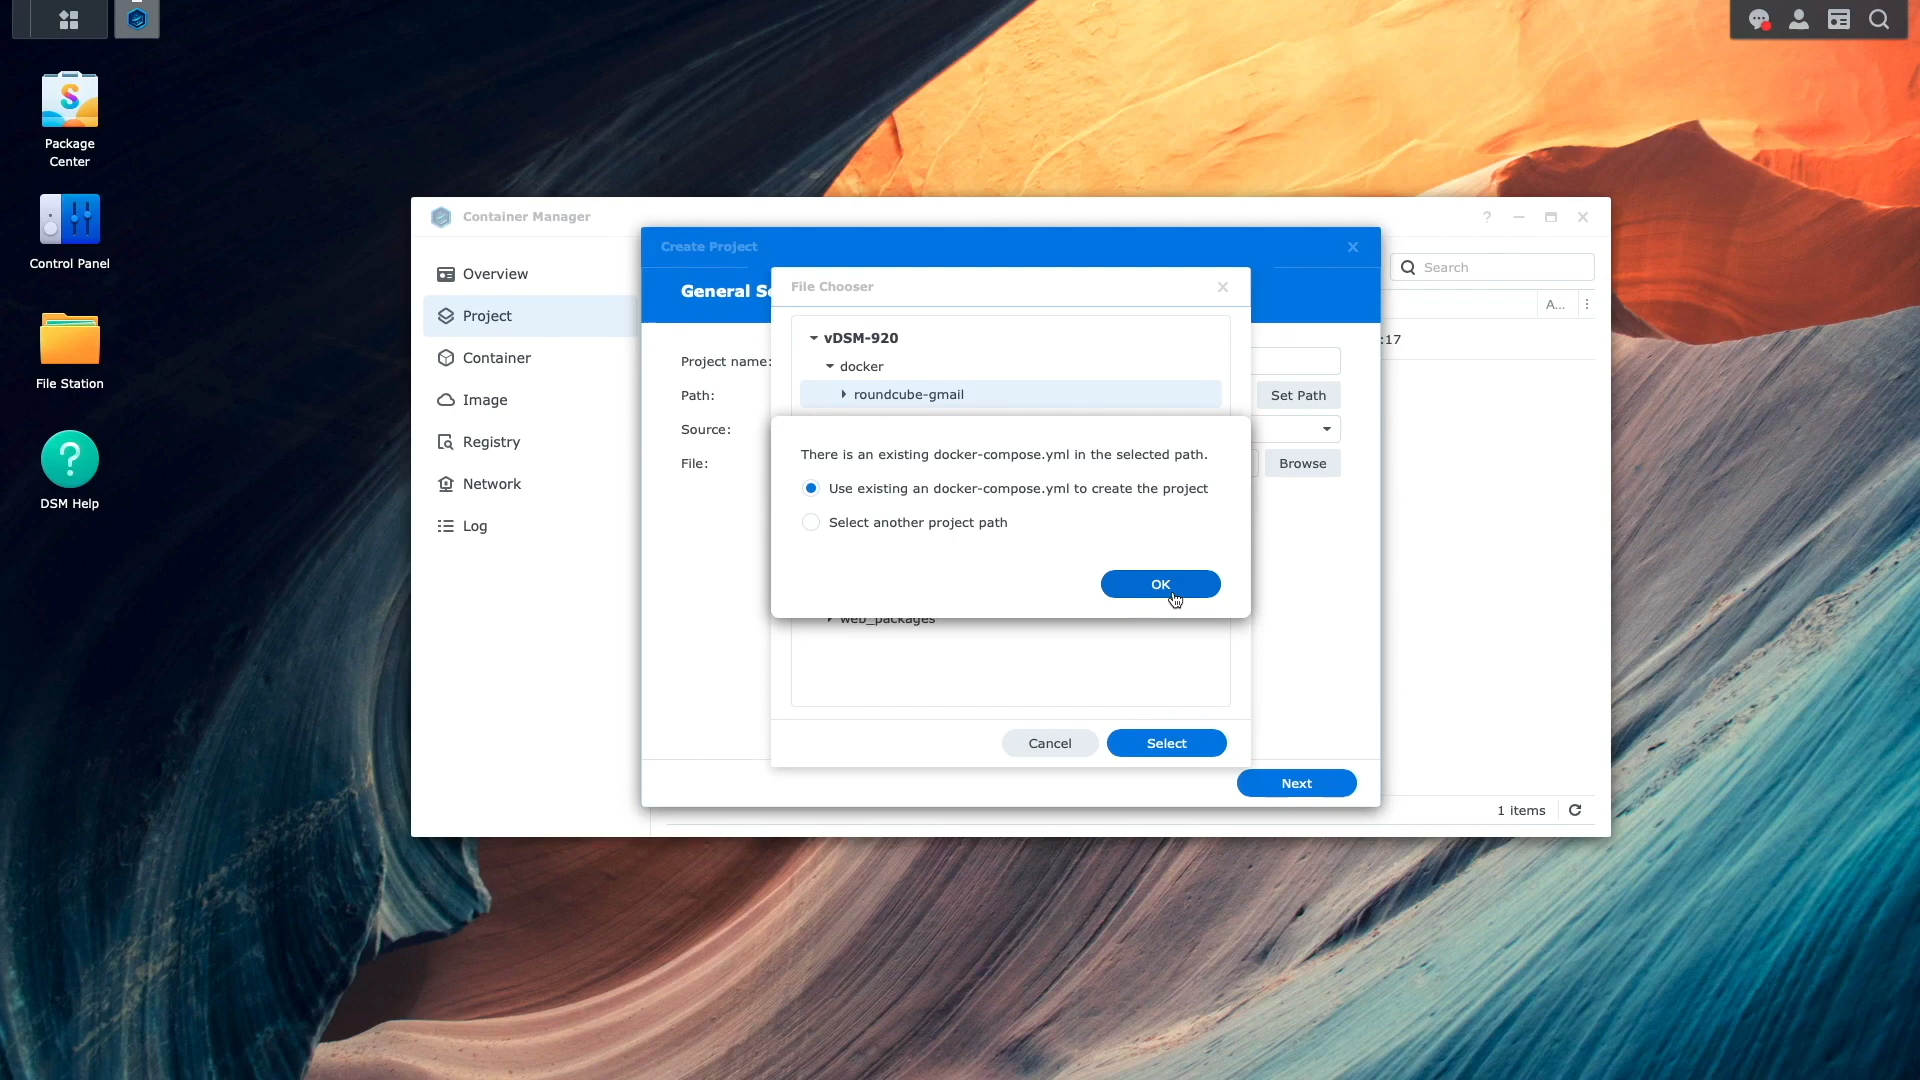 Package
Center
Control Panel
File Station
DSM Help
Container Manager
Search
A...
:17
Overview
Project
Container
Image
Registry
Network
Log
Create Project
General
Project name:
Path:
Set Path
Source:
File:
Browse
File Chooser
vDSM-920
docker
roundcube-gmail
There is an existing docker-compose.yml in the selected path.
Use existing an docker-compose.yml to create the project
Select another project path
OK
web_packages
Cancel
Select
Next
1 items